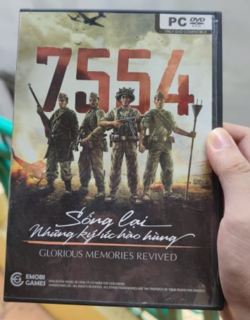 PC DVD
7554
Sống lại
Những ký ức hào hùng
GLORIOUS MEMORIES REVIVED
EMOBI
GAMES